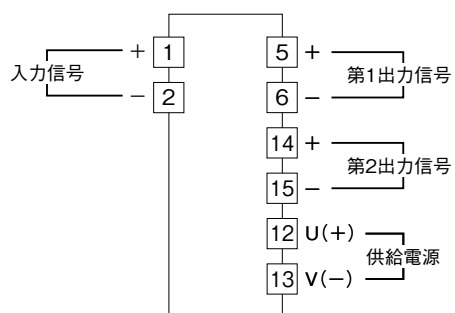 + 1
入力信号
− 2
5 +
第1出力信号
6 −
14 +
第2出力信号
15 −
12 U(+)
供給電源
13 V(−)